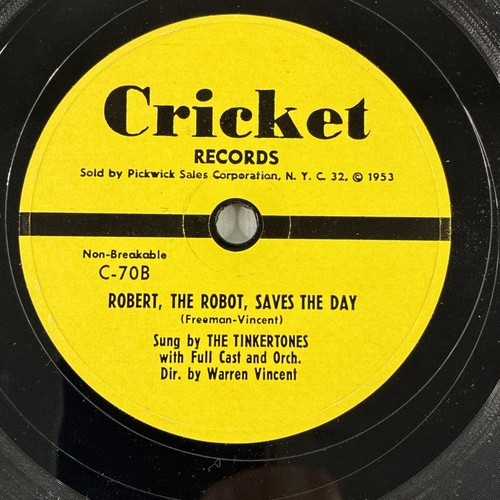 Cricket
RECORDS
Sold by Pickwick Sales Corporation, N. Y. C. 32, © 1953
Non-Breakable
C-70B
ROBERT, THE ROBOT, SAVES THE DAY
(Freeman-Vincent)
Sung by THE TINKERTONES
with Full Cast and Orch.
Dir. by Warren Vincent